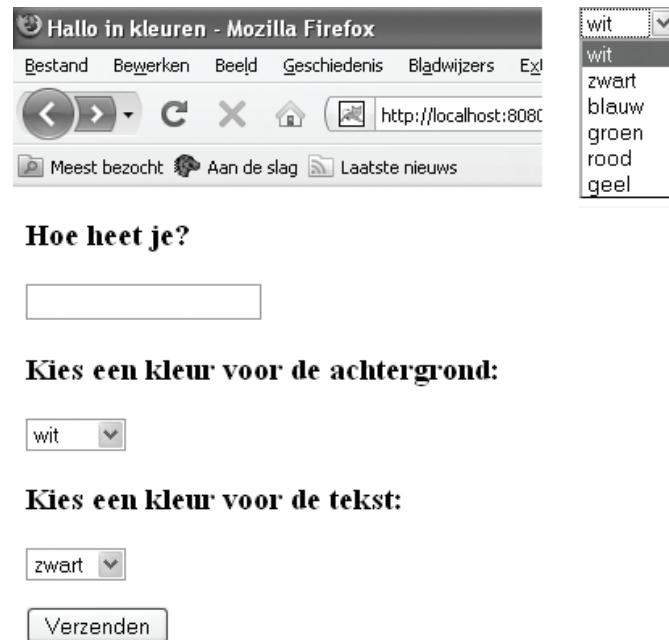 Hallo in kleuren - Mozilla Firefox
Bestand Bewerken Beeld Geschiedenis Bladwijzers
http://localhost:8080
Meest bezocht Aan de slag Laatste nieuws
Hoe heet je?
Kies een kleur voor de achtergrond:
wit
Kies een kleur voor de tekst:
zwart
Verzenden
wit
wit
zwart
blauw
groen
rood
geel